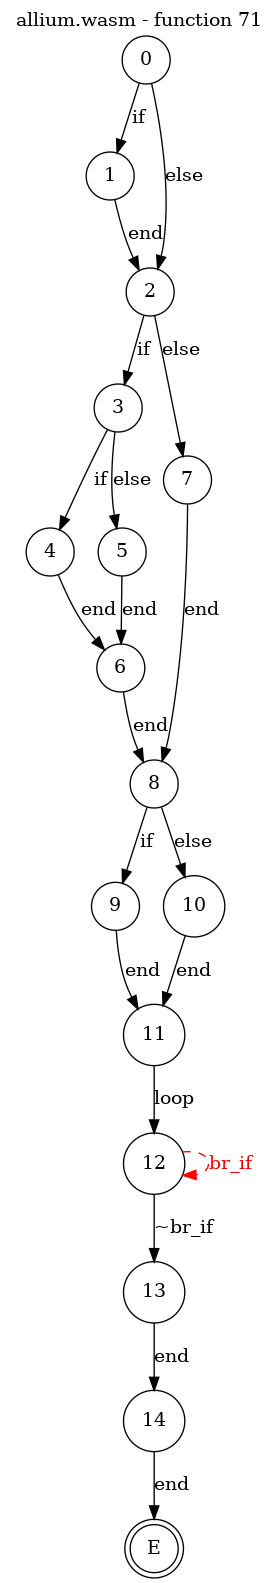 allium.wasm - function 71
0
if
else
1
end
2
if
else
3
if
else
7
4
5
end
end
end
6
end
8
if
else
9
10
end
end
11
loop
12
br_if
~br_if
13
end
14
end
E